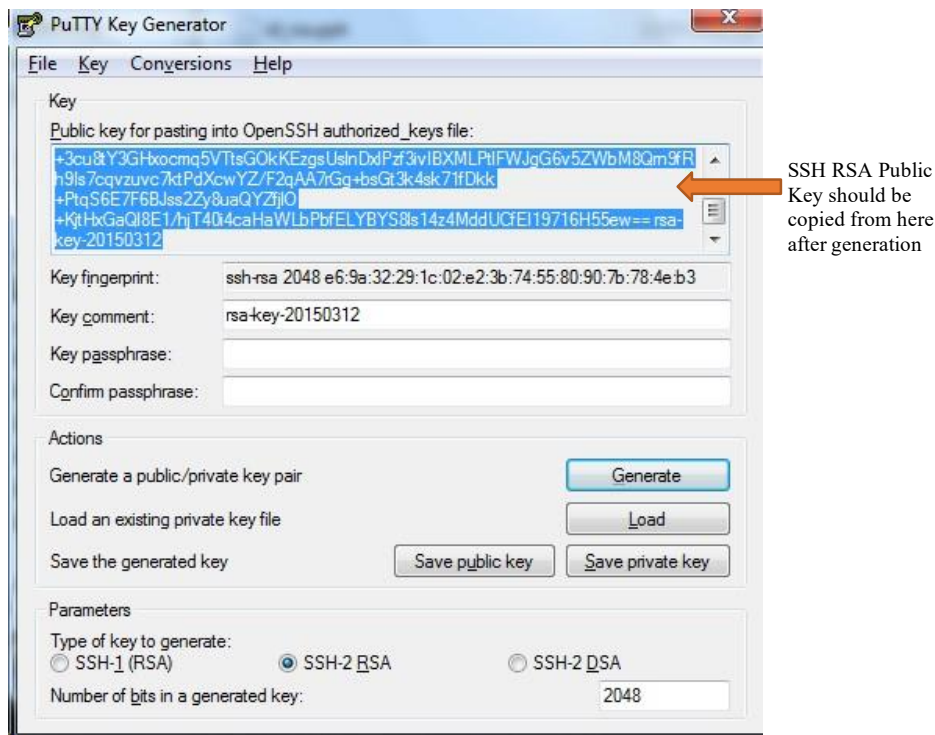 PuTTY Key Generator
File Key Conversions Help
Key
Public key for pasting into OpenSSH authorized_keys file:
+3cu8tY3GHxocmq5VTtsGOkKEzgsUslnDxlPzf3ivIBXMLPtlFWJgG6v5ZWbM8Qm9fR
h9ls7cqvzuvc7ktPdXcwYZ/F2qAA7rGg+bsGt3k4sk71fDkk
+PtqS6E7F6BJss2Zy8uaQYZfjlO
+KjtHxGaQl8E1/hjT40i4caHaWLbPbfELYBYS8ls14z4MddUCfEI19716H55ew== rsa-
key-20150312
SSH RSA Public
Key should be
copied from here
after generation
Key fingerprint: ssh-rsa 2048 e6:9a:32:29:1c:02:e2:3b:74:55:80:90:7b:78:4e:b3
Key comment: rsa-key-20150312
Key passphrase:
Confirm passphrase:
Actions
Generate a public/private key pair Generate
Load an existing private key file Load
Save the generated key Save public key Save private key
Parameters
Type of key to generate:
SSH-1 (RSA) SSH-2 RSA SSH-2 DSA
Number of bits in a generated key: 2048